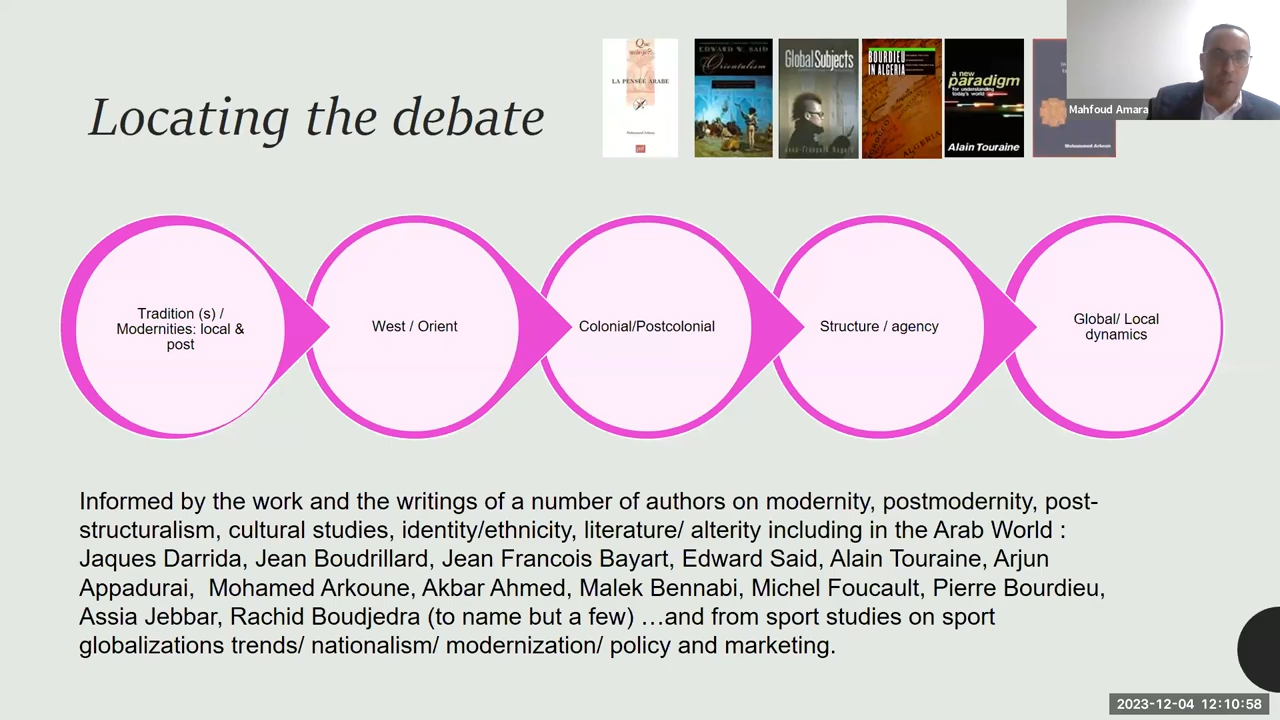 Locating the debate
LA PENSÉE ARABE
Mohammed Arkoun
EDWARD W. SAID
Orientalism
Global Subjects
BOURDIEU
IN ALGERIA
ALGERIA
a new
paradigm
for understanding
today's world
Alain Touraine
Mohammed Arkoun
Mahfoud Amara
Tradition (s) /
Modernities: local &
post
West / Orient
Colonial/Postcolonial
Structure / agency
Global/ Local
dynamics
Informed by the work and the writings of a number of authors on modernity, postmodernity, post-
structuralism, cultural studies, identity/ethnicity, literature/ alterity including in the Arab World :
Jaques Darrida, Jean Boudrillard, Jean Francois Bayart, Edward Said, Alain Touraine, Arjun
Appadurai,  Mohamed Arkoune, Akbar Ahmed, Malek Bennabi, Michel Foucault, Pierre Bourdieu,
Assia Jebbar, Rachid Boudjedra (to name but a few) …and from sport studies on sport
globalizations trends/ nationalism/ modernization/ policy and marketing.
2023-12-04 12:10:58